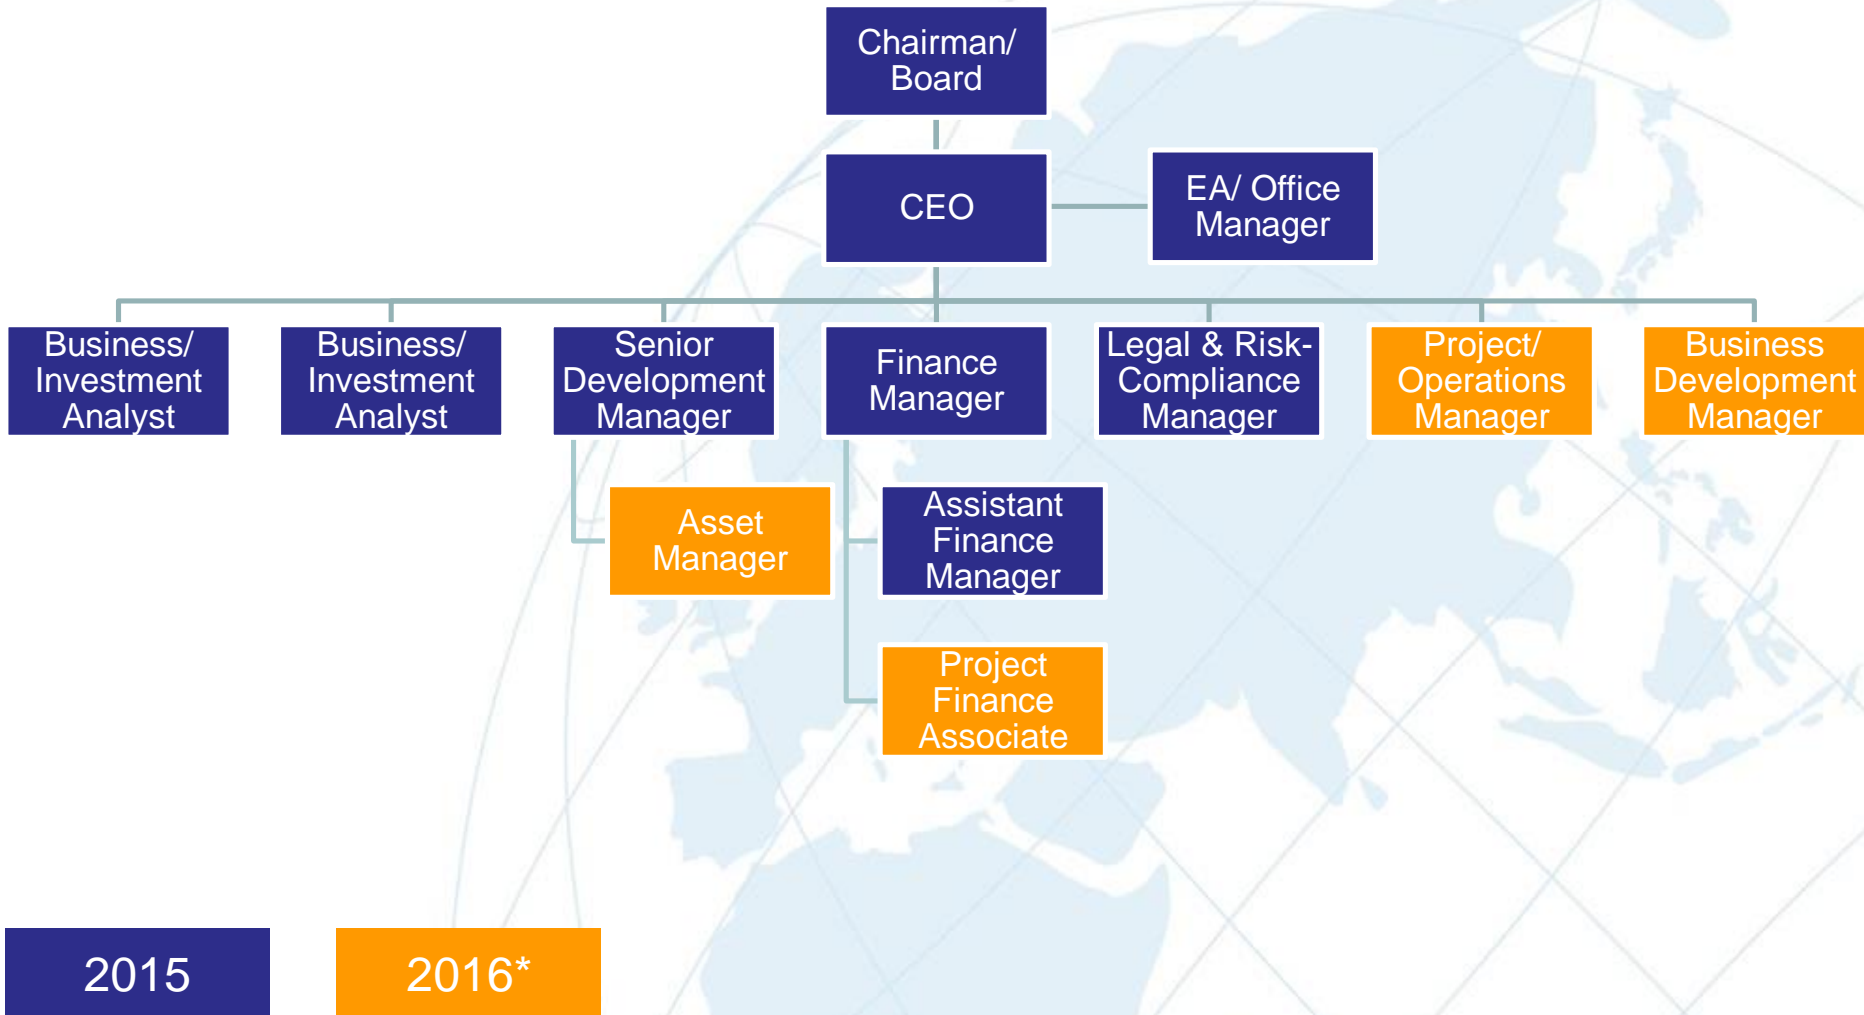 Chairman/
Board
CEO
EA/ Office
Manager
Business/
Investment
Analyst
Business/
Investment
Analyst
Senior
Development
Manager
Finance
Manager
Legal & Risk-
Compliance
Manager
Project/
Operations
Manager
Business
Development
Manager
Asset
Manager
Assistant
Finance
Manager
Project
Finance
Associate
2015
2016*